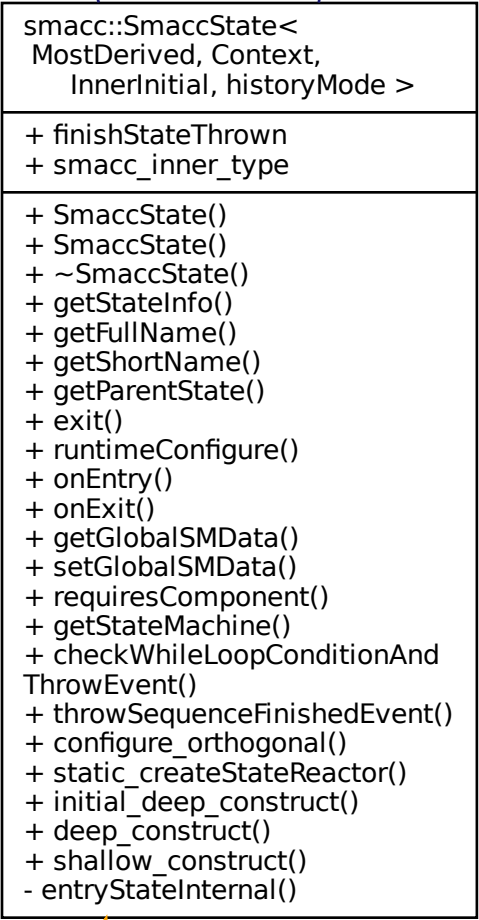 smacc::SmaccState<
MostDerived, Context,
InnerInitial, historyMode >
+ finishStateThrown
+ smacc_inner_type
+ SmaccState()
+ SmaccState()
+ ~SmaccState()
+ getStateInfo()
+ getFullName()
+ getShortName()
+ getParentState()
+ exit()
+ runtimeConfigure()
+ onEntry()
+ onExit()
+ getGlobalSMData()
+ setGlobalSMData()
+ requiresComponent()
+ getStateMachine()
+ checkWhileLoopConditionAnd
ThrowEvent()
+ throwSequenceFinishedEvent()
+ configure_orthogonal()
+ static_createStateReactor()
+ initial_deep_construct()
+ deep_construct()
+ shallow_construct()
- entryStateInternal()